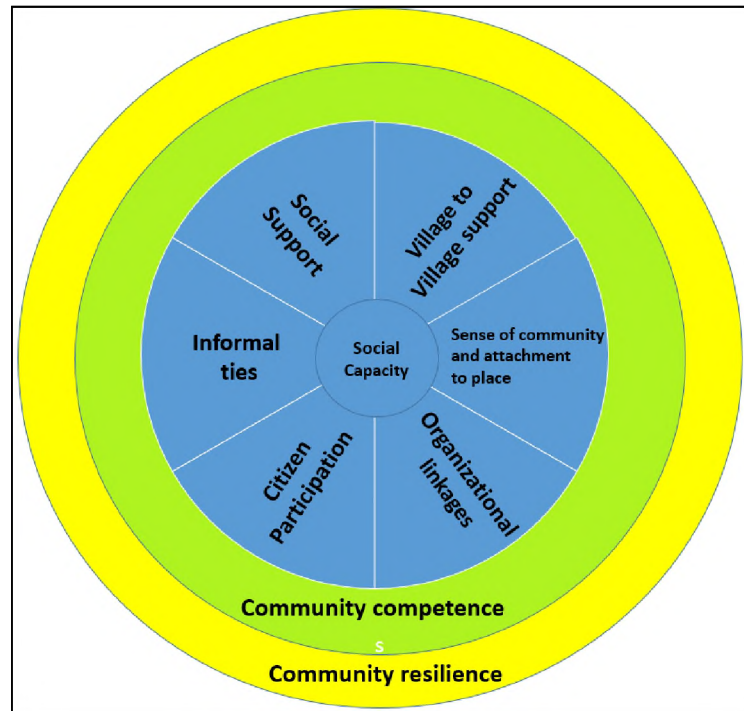 Social
Support
Village to
Village support
Informal
ties
Social
Capacity
Sense of community
and attachment
to place
Citizen
Participation
Organizational
linkages
Community competence
s
Community resilience